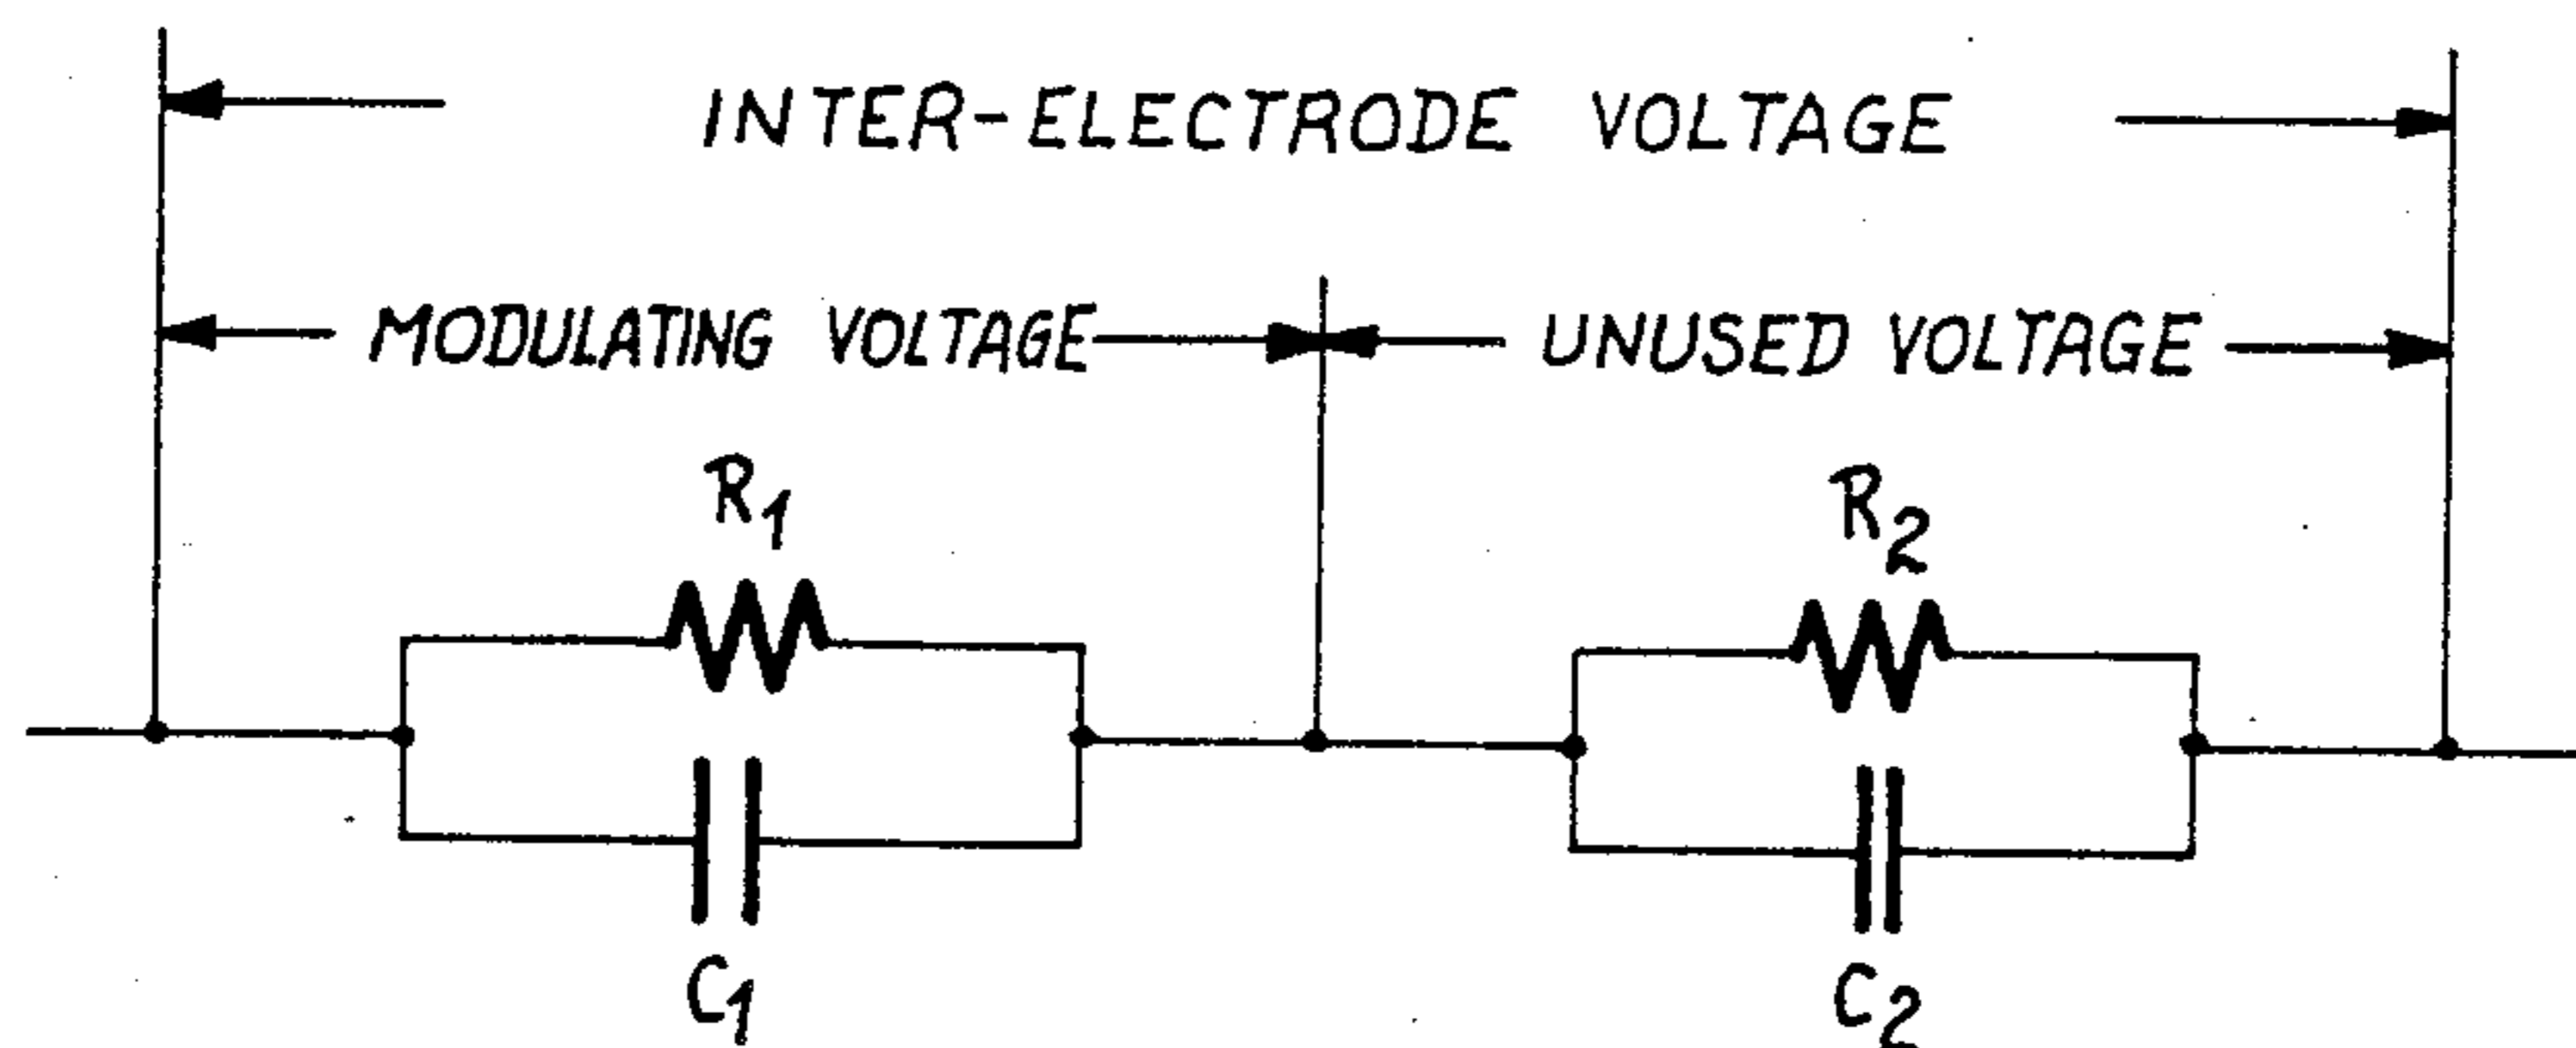 INTER-ELECTRODE VOLTAGE
MODULATING VOLTAGE UNUSED VOLTAGE
R1 R2
C1 C2